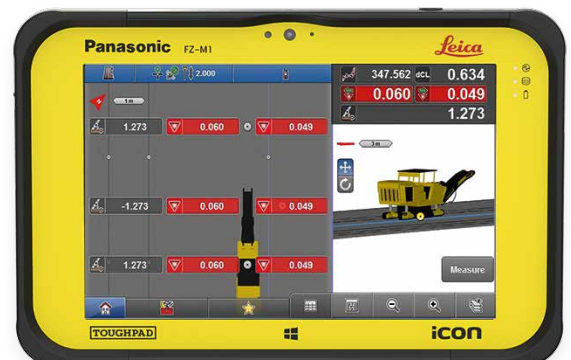 Panasonic FZ-M1
Leica
2.000
1 m
1.273 0.060 0.049
-1.273 0.060 0.049
1.273 0.060 0.049
347.562 dCL 0.634
0.060 0.049
1.273
3 m
Measure
TOUGHPAD
iCON